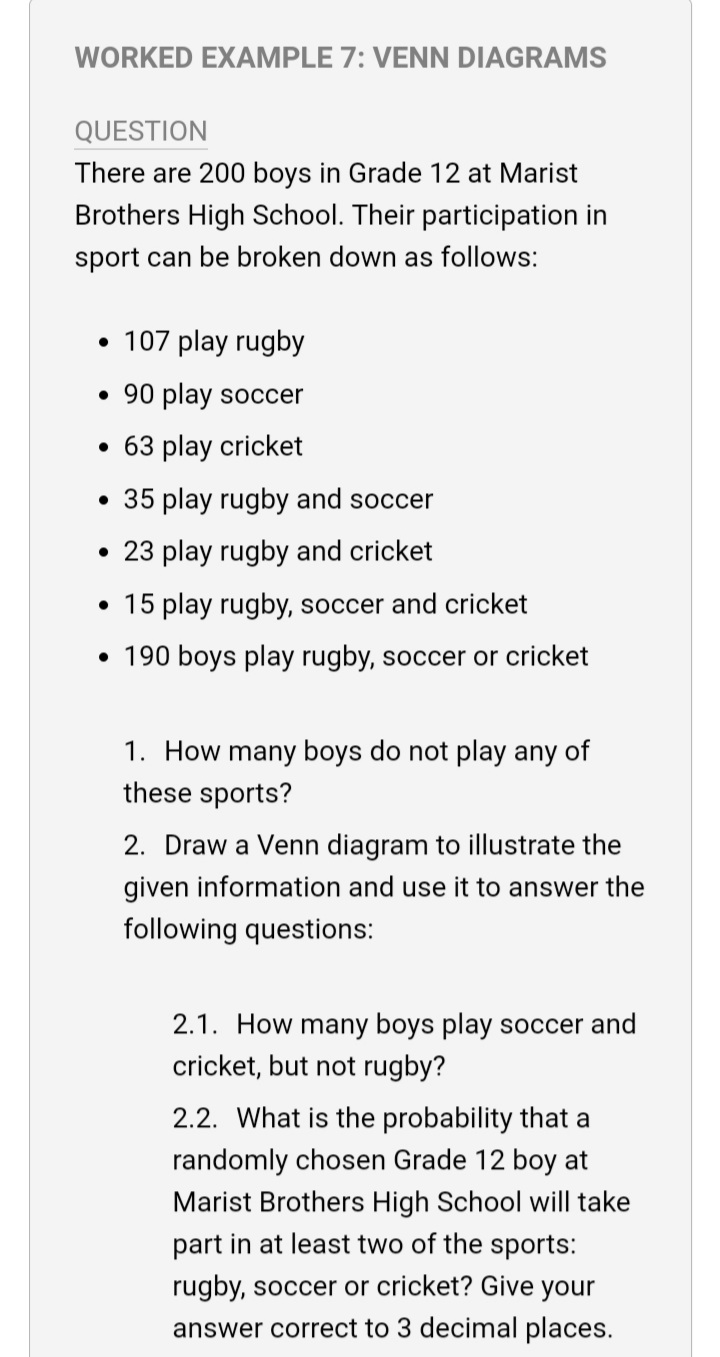 WORKED EXAMPLE 7: VENN DIAGRAMS
QUESTION
There are 200 boys in Grade 12 at Marist
Brothers High School. Their participation in
sport can be broken down as follows:
• 107 play rugby
• 90 play soccer
• 63 play cricket
• 35 play rugby and soccer
• 23 play rugby and cricket
• 15 play rugby, soccer and cricket
• 190 boys play rugby, soccer or cricket
1. How many boys do not play any of
these sports?
2. Draw a Venn diagram to illustrate the
given information and use it to answer the
following questions:
2.1. How many boys play soccer and
cricket, but not rugby?
2.2. What is the probability that a
randomly chosen Grade 12 boy at
Marist Brothers High School will take
part in at least two of the sports:
rugby, soccer or cricket? Give your
answer correct to 3 decimal places.